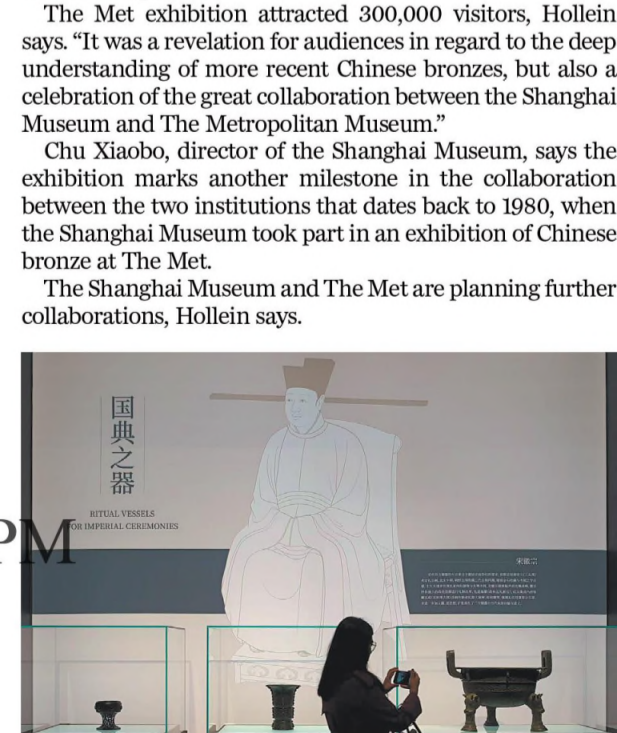 The Met exhibition attracted 300,000 visitors, Hollein
says. “It was a revelation for audiences in regard to the deep
understanding of more recent Chinese bronzes, but also a
celebration of the great collaboration between the Shanghai
Museum and The Metropolitan Museum.”
Chu Xiaobo, director of the Shanghai Museum, says the
exhibition marks another milestone in the collaboration
between the two institutions that dates back to 1980, when
the Shanghai Museum took part in an exhibition of Chinese
bronze at The Met.
The Shanghai Museum and The Met are planning further
collaborations, Hollein says.
国典之器
RITUAL VESSELS
FOR IMPERIAL CEREMONIES
PM
宋徽宗